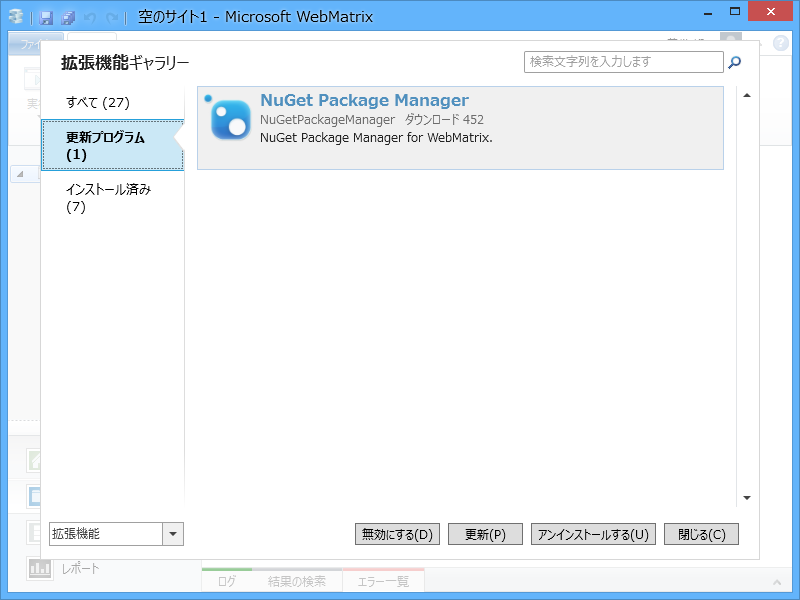 空のサイト1 - Microsoft WebMatrix
ファイル
拡張機能ギャラリー
検索文字列を入力します
すべて (27)
更新プログラム
(1)
インストール済み
(7)
NuGet Package Manager
NuGetPackageManager ダウンロード 452
NuGet Package Manager for WebMatrix.
拡張機能
無効にする(D)
更新(P)
アンインストールする(U)
閉じる(C)
レポート
ログ
結果の検索
エラー一覧